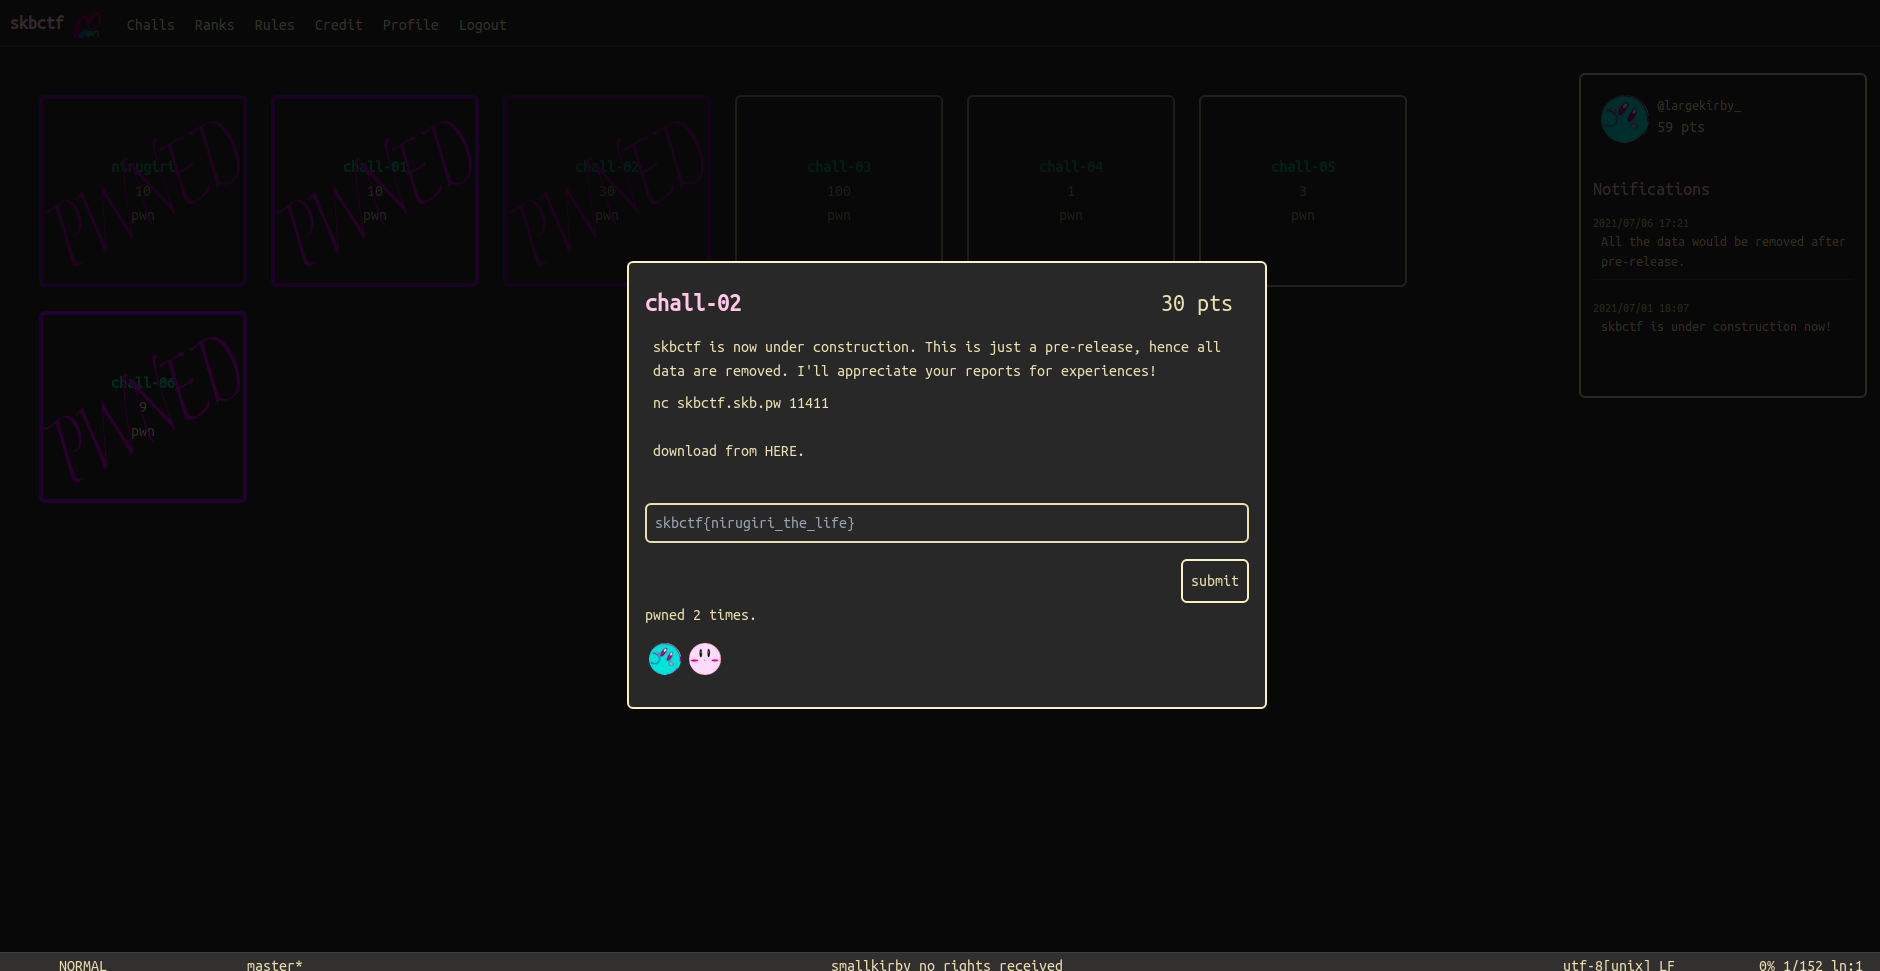 skbctf
Challs Ranks Rules Credit Profile Logout
nirugiri
10
pwn
PWNED
chall-01
10
pwn
PWNED
chall-02
30
pwn
PWNED
chall-03
100
pwn
chall-04
1
pwn
chall-05
3
pwn
chall-06
9
pwn
PWNED
@largekirby_
59 pts
Notifications
2021/07/06 17:21
All the data would be removed after
pre-release.
2021/07/01 18:07
skbctf is under construction now!
chall-02 30 pts
skbctf is now under construction. This is just a pre-release, hence all
data are removed. I'll appreciate your reports for experiences!
nc skbctf.skb.pw 11411
download from HERE.
skbctf{nirugiri_the_life}
submit
pwned 2 times.
NORMAL master* smallkirby no rights received utf-8[unix] LF 0% 1/152 ln:1